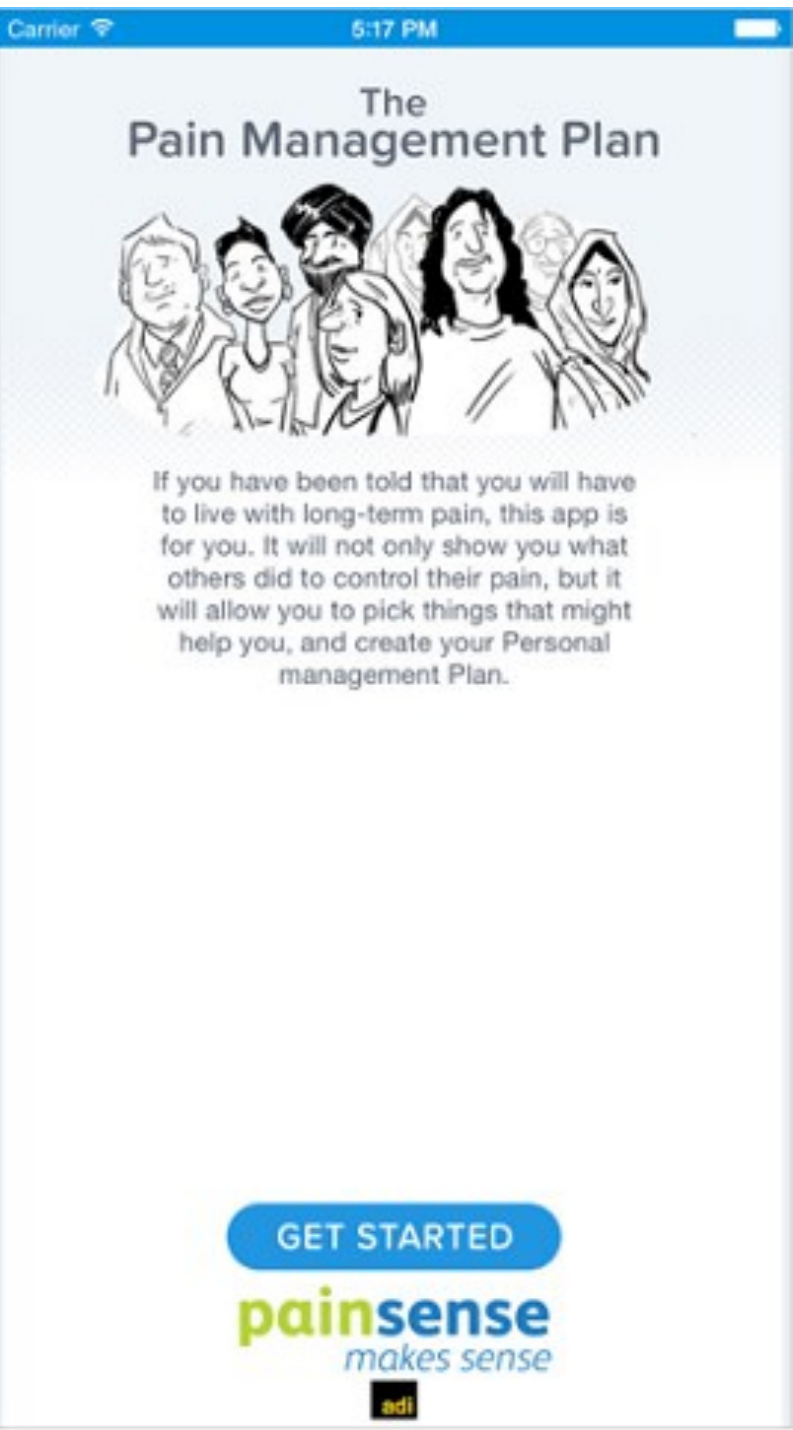 Carrier
5:17 PM
The
Pain Management Plan
If you have been told that you will have
to live with long-term pain, this app is
for you. It will not only show you what
others did to control their pain, but it
will allow you to pick things that might
help you, and create your Personal
management Plan.
GET STARTED
painsense
makes sense
adi